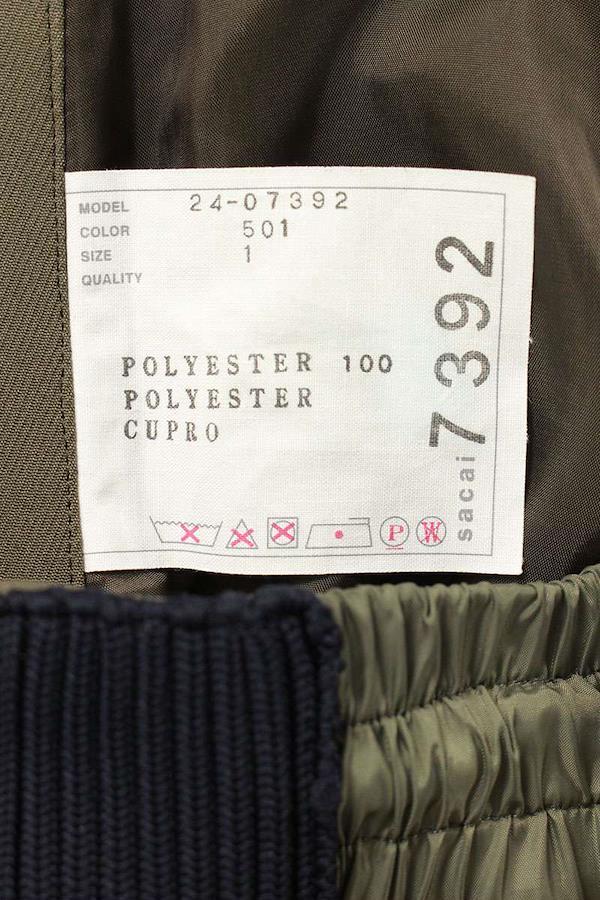 MODEL 24-07392
COLOR 501
SIZE 1
QUALITY
POLYESTER 100
POLYESTER
CUPRO
P
W
sacai 7392